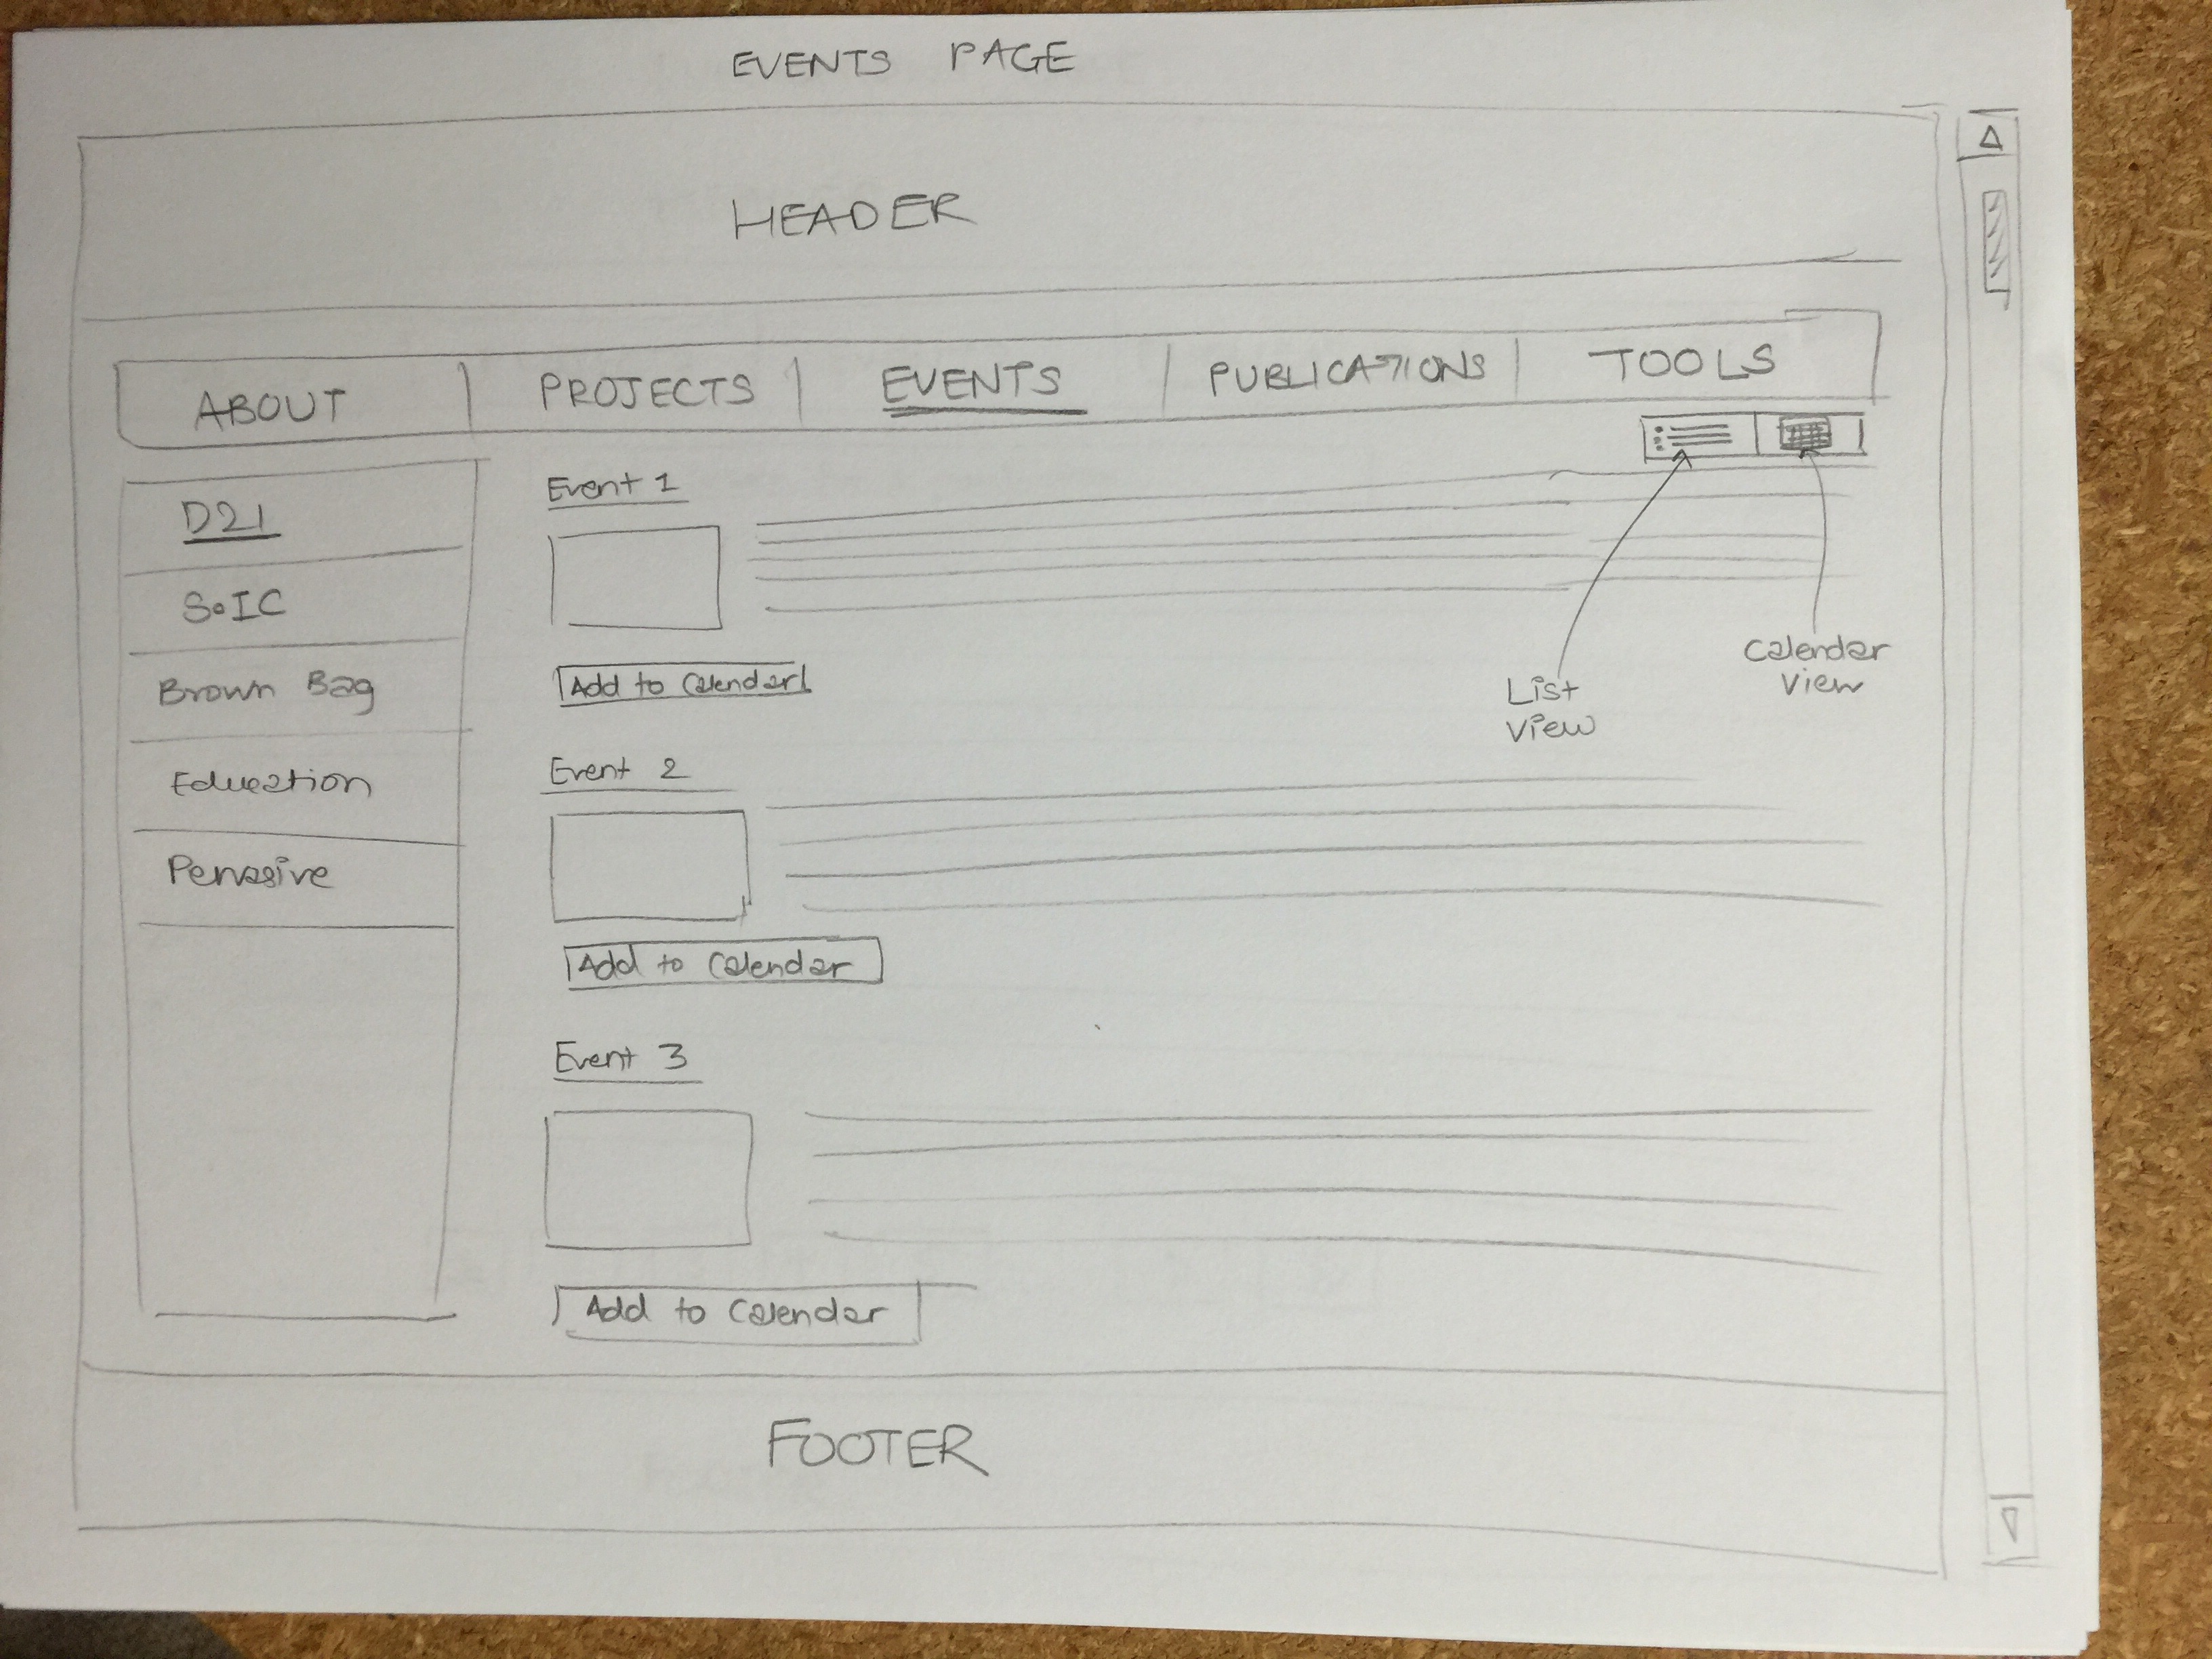 EVENTS PAGE
HEADER
ABOUT PROJECTS EVENTS PUBLICATIONS TOOLS
D2I
SOIC
Brown Bag
Education
Pervasive
Event 1
Add to Calendar
List
View
Calendar
View
Event 2
Add to Calendar
Event 3
Add to Calendar
FOOTER